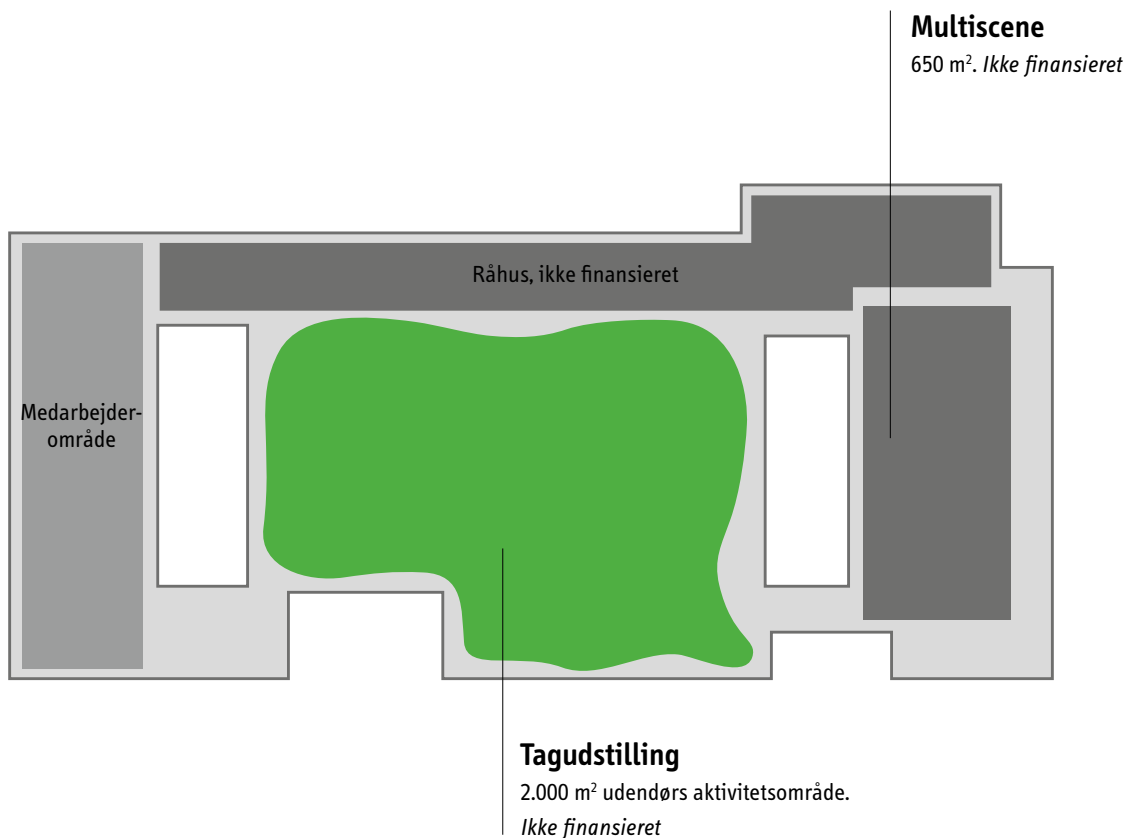 Multiscene
650 m². Ikke finansieret
Råhus, ikke finansieret
Medarbejder-
område
Tagudstilling
2.000 m² udendørs aktivitetsområde.
Ikke finansieret